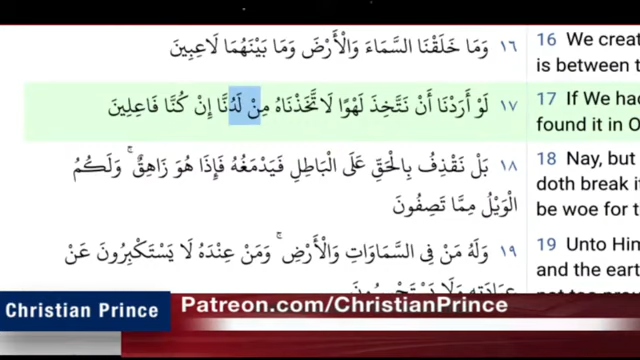 ١٦ وَمَا خَلَقْنَا السَّمَاءَ وَالْأَرْضَ وَمَا بَيْنَهُمَا لَاعِبِينَ
16 We creat
is between t
١٧ لَوْ أَرَدْنَا أَنْ نَتَّخِذَ لَهْوًا لَاتَّخَذْنَاهُ مِنْ لَدُنَّا إِنْ كُنَّا فَاعِلِينَ
17 If We had
found it in O
١٨ بَلْ نَقْذِفُ بِالْحَقِّ عَلَى الْبَاطِلِ فَيَدْمَغُهُ فَإِذَا هُوَ زَاهِقٌ ۚ وَلَكُمُ
الْوَيْلُ مِمَّا تَصِفُونَ
18 Nay, but
doth break i
be woe for t
١٩ وَلَهُ مَنْ فِي السَّمَاوَاتِ وَالْأَرْضِ ۚ وَمَنْ عِنْدَهُ لَا يَسْتَكْبِرُونَ عَنْ
19 Unto Him
and the eart
Christian Prince
Patreon.com/ChristianPrince